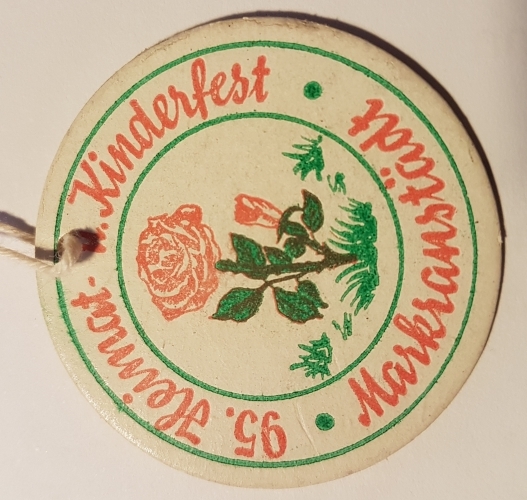 95. Heimat- u. Kinderfest
Markranstädt